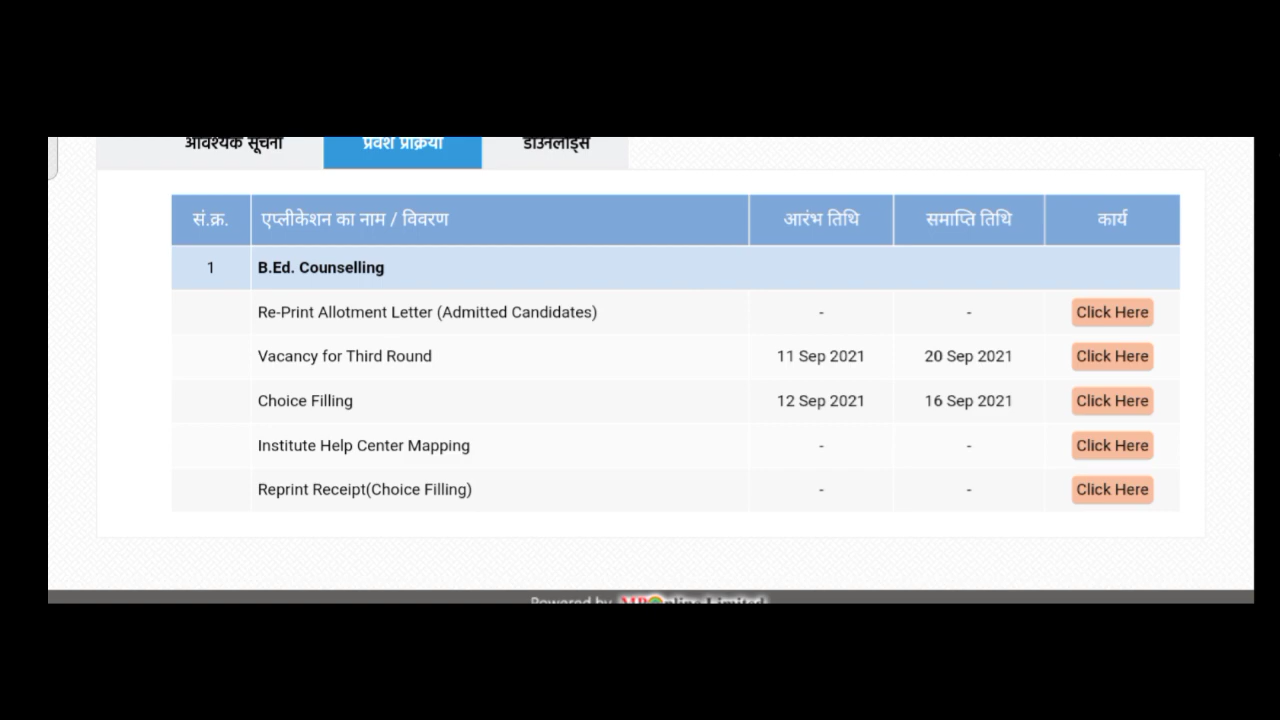 आवश्यक सूचना प्रवेश प्रक्रिया डाउनलोड्स
सं.क्र. एप्लीकेशन का नाम / विवरण आरंभ तिथि समाप्ति तिथि कार्य
1 B.Ed. Counselling
Re-Print Allotment Letter (Admitted Candidates) - - Click Here
Vacancy for Third Round 11 Sep 2021 20 Sep 2021 Click Here
Choice Filling 12 Sep 2021 16 Sep 2021 Click Here
Institute Help Center Mapping - - Click Here
Reprint Receipt(Choice Filling) - - Click Here
Powered by MPOnline Limited